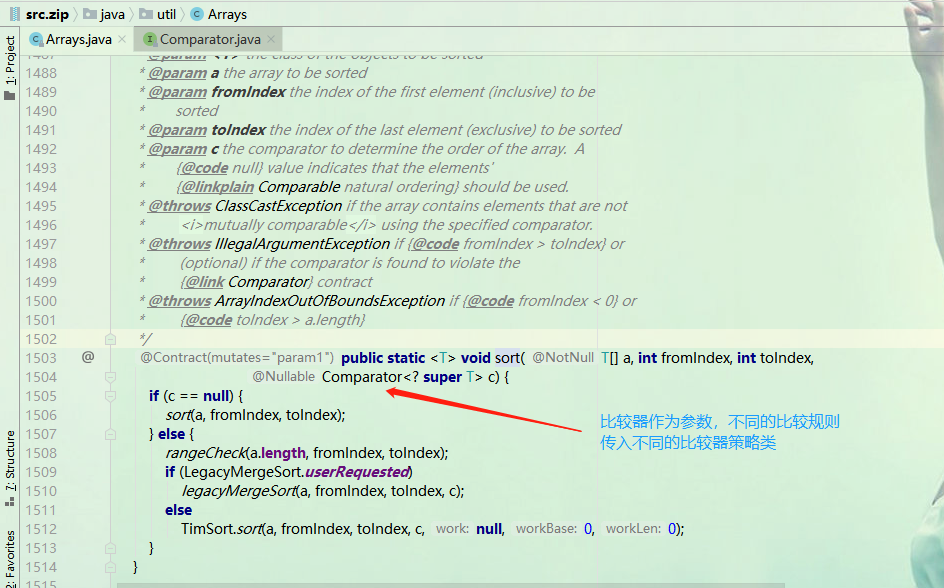 src.zip java util Arrays
Arrays.java × Comparator.java ×
1: Project
7: Structure
2: Favorites
1487 * @param <T> the class of the objects to be sorted
1488 * @param a the array to be sorted
1489 * @param fromIndex the index of the first element (inclusive) to be
1490 * sorted
1491 * @param toIndex the index of the last element (exclusive) to be sorted
1492 * @param c the comparator to determine the order of the array. A
1493 * {@code null} value indicates that the elements'
1494 * {@linkplain Comparable natural ordering} should be used.
1495 * @throws ClassCastException if the array contains elements that are not
1496 * <i>mutually comparable</i> using the specified comparator.
1497 * @throws IllegalArgumentException if {@code fromIndex > toIndex} or
1498 * (optional) if the comparator is found to violate the
1499 * {@link Comparator} contract
1500 * @throws ArrayIndexOutOfBoundsException if {@code fromIndex < 0} or
1501 * {@code toIndex > a.length}
1502 */
1503 @ @Contract(mutates="param1") public static <T> void sort( @NotNull T[] a, int fromIndex, int toIndex,
1504 @Nullable Comparator<? super T> c) {
1505 if (c == null) {
1506 sort(a, fromIndex, toIndex);
1507 } else {
1508 rangeCheck(a.length, fromIndex, toIndex);
1509 if (LegacyMergeSort.userRequested)
1510 legacyMergeSort(a, fromIndex, toIndex, c);
1511 else
1512 TimSort.sort(a, fromIndex, toIndex, c, work: null, workBase: 0, workLen: 0);
1513 }
1514 }
1515
比较器作为参数，不同的比较规则
传入不同的比较器策略类